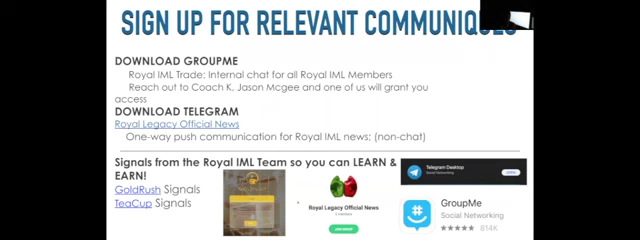 SIGN UP FOR RELEVANT COMMUNIQUES
DOWNLOAD GROUPME
Royal IML Trade: Internal chat for all Royal IML Members
Reach out to Coach K. Jason Mcgee and one of us will grant you
access
DOWNLOAD TELEGRAM
Royal Legacy Official News
One-way push communication for Royal IML news; (non-chat)
Signals from the Royal IML Team so you can LEARN &
EARN!
GoldRush Signals
TeaCup Signals
Royal Legacy Official News
Telegram Desktop
Social Networking
GroupMe
Social Networking
814K